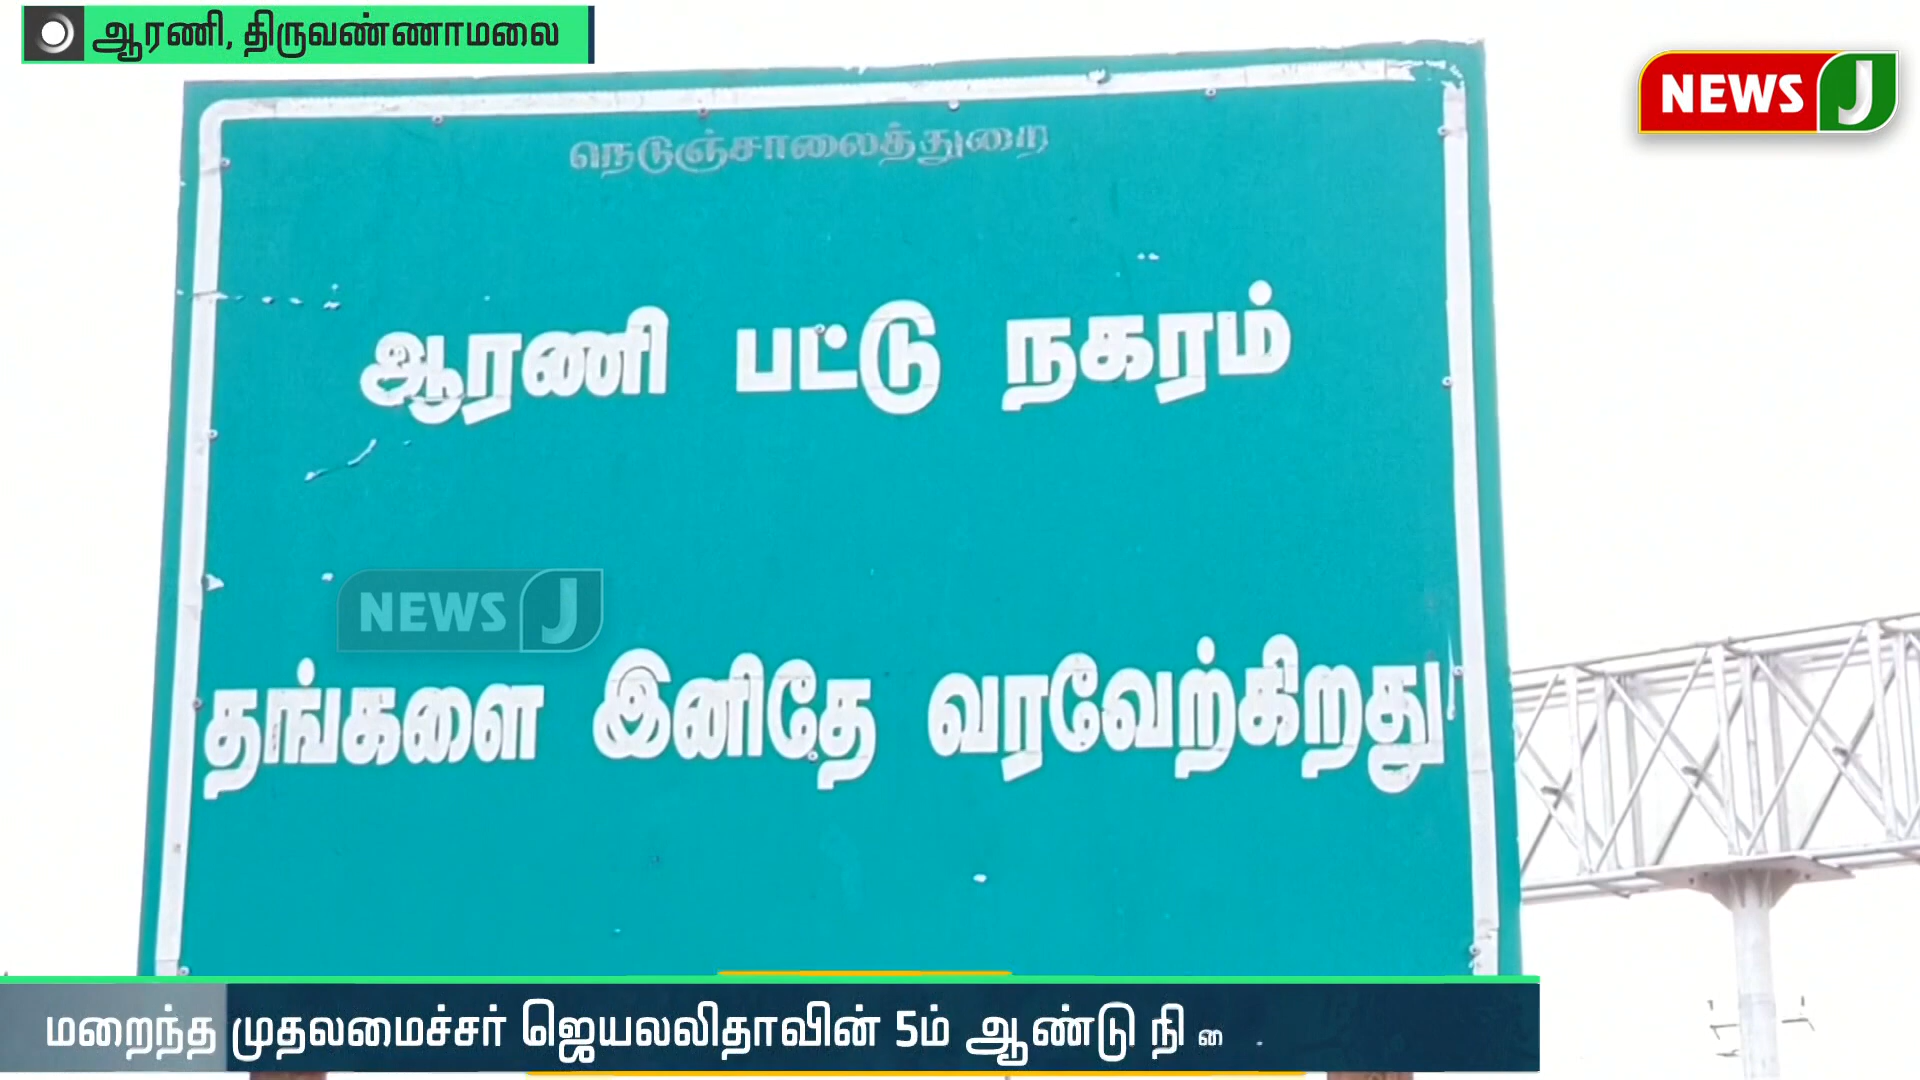 ஆரணி, திருவண்ணாமலை
NEWS J
நெடுஞ்சாலைத்துறை
ஆரணி பட்டு நகரம்
NEWS J
தங்களை இனிதே வரவேற்கிறது
மறைந்த முதலமைச்சர் ஜெயலலிதாவின் 5ம் ஆண்டு